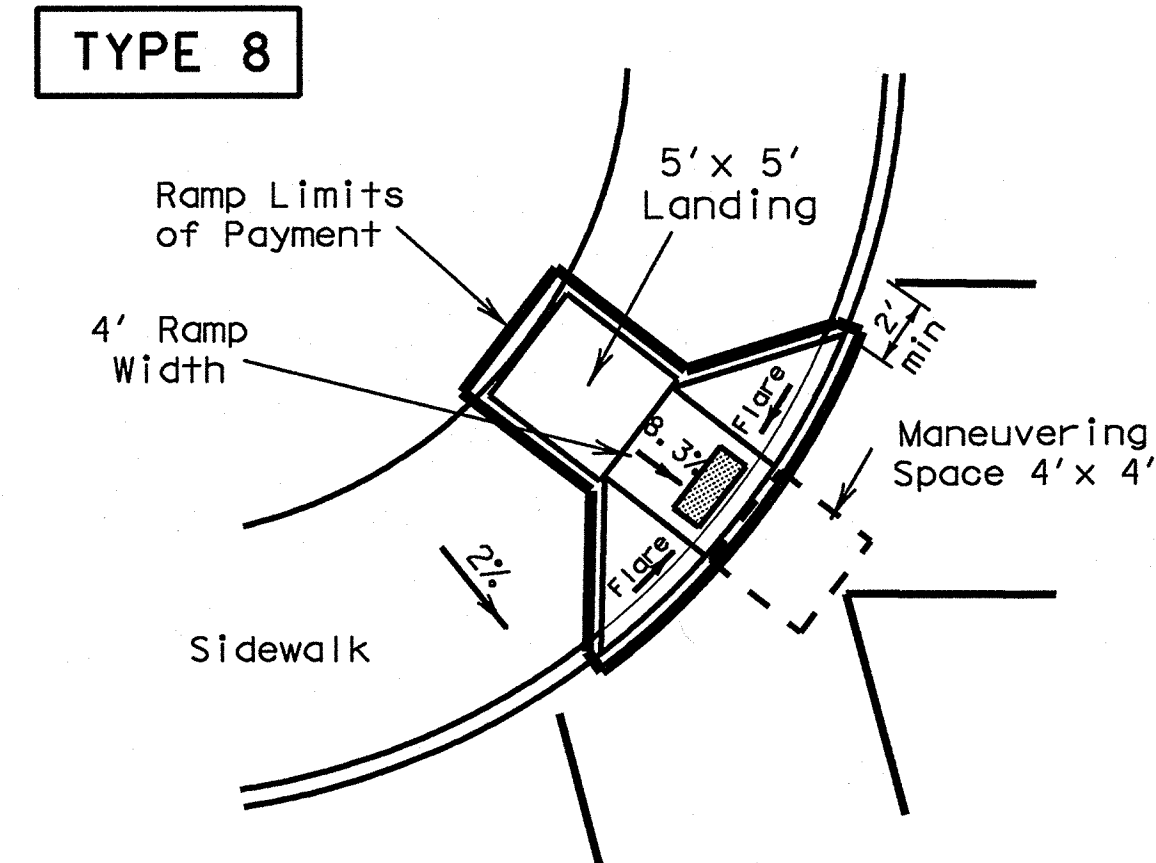 TYPE 8
5' x 5'
Landing
Ramp Limits
of Payment
4' Ramp
Width
2'
min
Flare
8.3%
Maneuvering
Space 4' x 4'
Flare
2%
Sidewalk